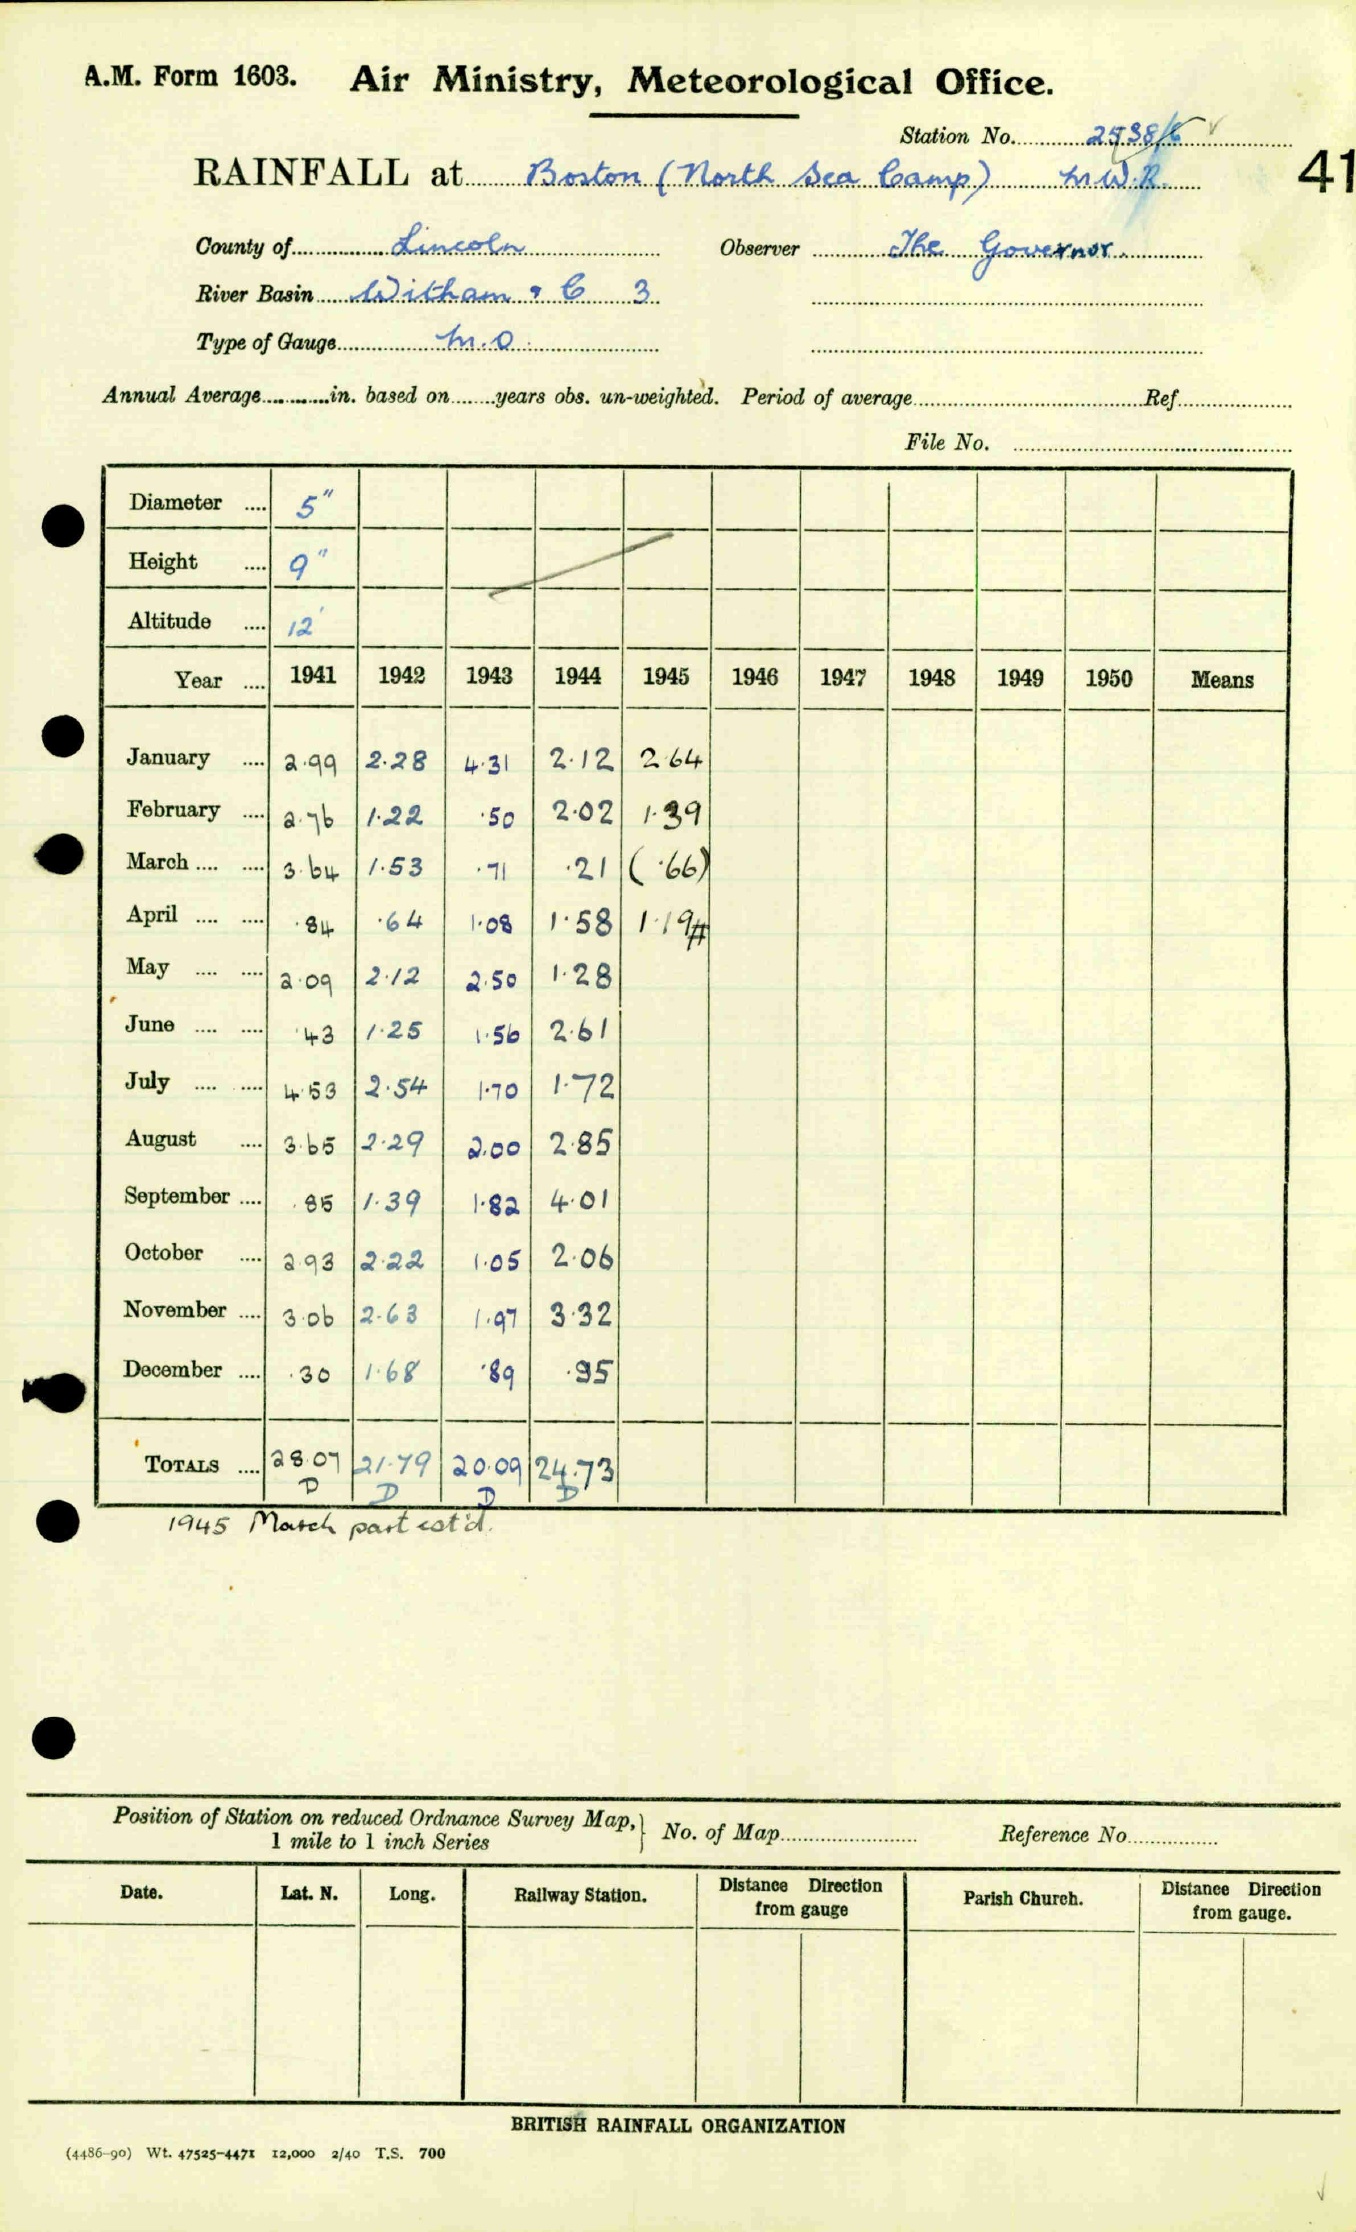 A.M. Form 1603. Air Ministry, Meteorological Office.
Station No.
41
RAINFALL at Boston (North Sea Camp) M.W.R.
County of Lincoln Observer The Governor.
River Basin Witham & C 3
Type of Gauge M.O.
Annual Average in. based on years obs. un-weighted. Period of average Ref
File No.
Diameter 5"
Height 9"
Altitude 12'
Year 1941 1942 1943 1944 1945 1946 1947 1948 1949 1950 Means
January 2.99 2.28 4.31 2.12 2.64
February 2.76 1.22 .50 2.02 1.39
March 3.64 1.53 .71 .21 (.66)
April .84 .64 1.08 1.58 1.19#
May 2.09 2.12 2.50 1.28
June .43 1.25 1.56 2.61
July 4.53 2.54 1.70 1.72
August 3.65 2.29 2.00 2.85
September .85 1.39 1.82 4.01
October 2.93 2.22 1.05 2.06
November 3.06 2.63 1.97 3.32
December .30 1.68 .89 .95
TOTALS 28.07 21.79 20.09 24.73
D D D D
1945 March part est'd.
Position of Station on reduced Ordnance Survey Map, 1 mile to 1 inch Series } No. of Map Reference No
Date. Lat. N. Long. Railway Station. Distance Direction from gauge Parish Church. Distance Direction from gauge.
BRITISH RAINFALL ORGANIZATION
(4486-90) Wt. 47525-4471 12,000 2/40 T.S. 700